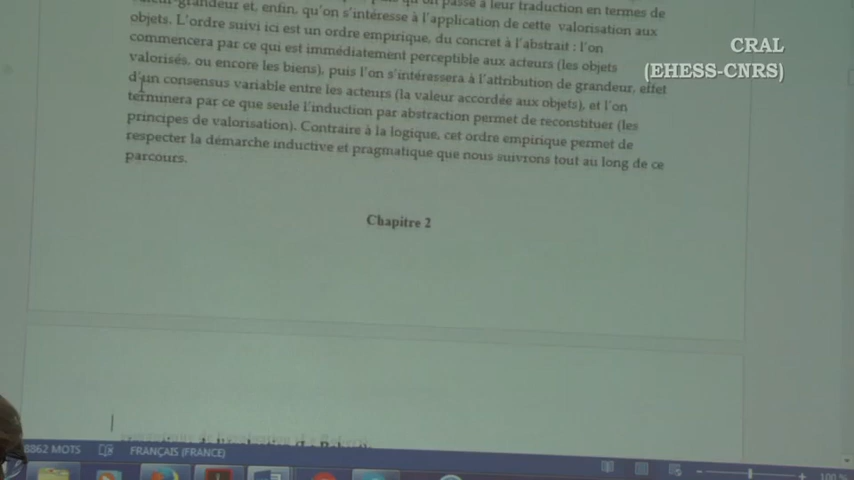 valeur-grandeur et, enfin, qu'on s'intéresse à l'application de cette valorisation aux
objets. L'ordre suivi ici est un ordre empirique, du concret à l'abstrait : l'on
commencera par ce qui est immédiatement perceptible aux acteurs (les objets
valorisés, ou encore les biens), puis l'on s'intéressera à l'attribution de grandeur, effet
d'un consensus variable entre les acteurs (la valeur accordée aux objets), et l'on
terminera par ce que seule l'induction par abstraction permet de reconstituer (les
principes de valorisation). Contraire à la logique, cet ordre empirique permet de
respecter la démarche inductive et pragmatique que nous suivrons tout au long de ce
parcours.
Chapitre 2
CRAL
(EHESS-CNRS)
6862 MOTS FRANÇAIS (FRANCE)
100 %